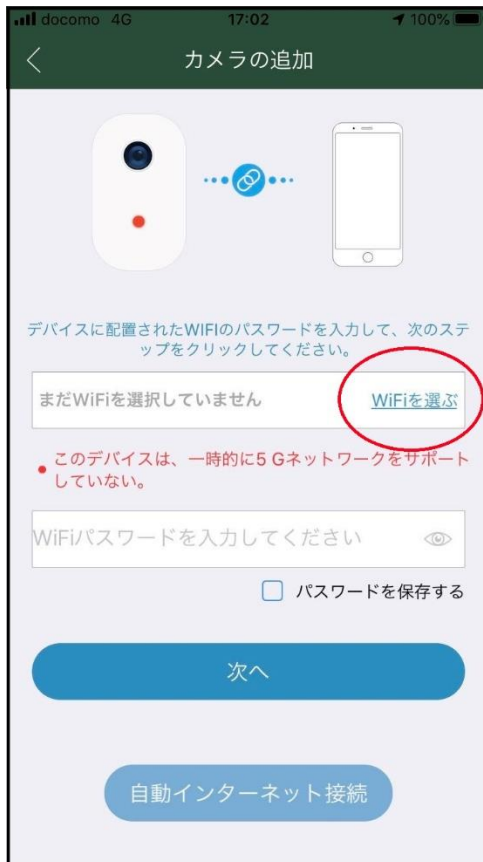 docomo 4G 17:02 100%
カメラの追加
デバイスに配置されたWIFIのパスワードを入力して、次のステ
ップをクリックしてください。
まだWiFiを選択していません WiFiを選ぶ
このデバイスは、一時的に5 Gネットワークをサポート
していない。
WiFiパスワードを入力してください
パスワードを保存する
次へ
自動インターネット接続